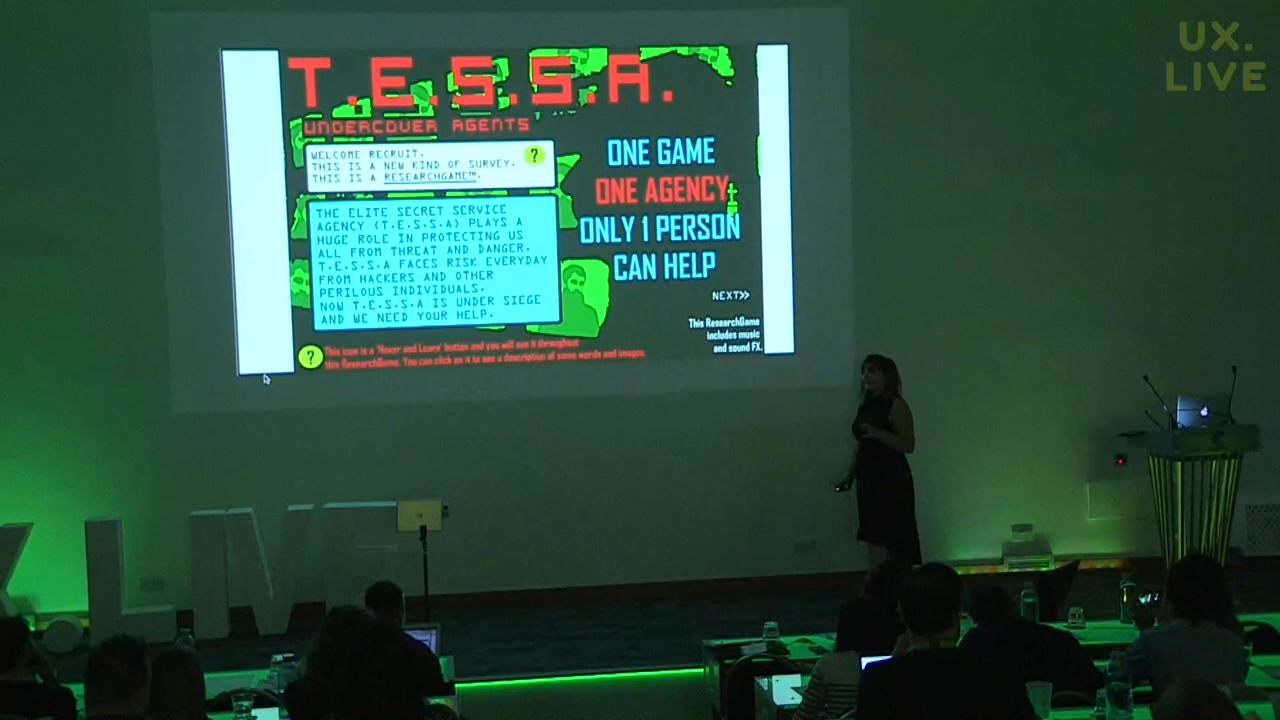 UX.
LIVE
T.E.S.S.A.
UNDERCOVER AGENTS
WELCOME RECRUIT.
THIS IS A NEW KIND OF SURVEY.
THIS IS A RESEARCHGAME™.
?
THE ELITE SECRET SERVICE
AGENCY (T.E.S.S.A) PLAYS A
HUGE ROLE IN PROTECTING US
ALL FROM THREAT AND DANGER.
T.E.S.S.A FACES RISK EVERYDAY
FROM HACKERS AND OTHER
PERILOUS INDIVIDUALS.
NOW T.E.S.S.A IS UNDER SIEGE
AND WE NEED YOUR HELP.
ONE GAME
ONE AGENCY
ONLY 1 PERSON
CAN HELP
NEXT>>
This ResearchGame
includes music
and sound FX.
?
This icon is a 'Hover and Learn' button and you will see it throughout
this ResearchGame. You can click on it to see a description of some words and images.
X LIVE